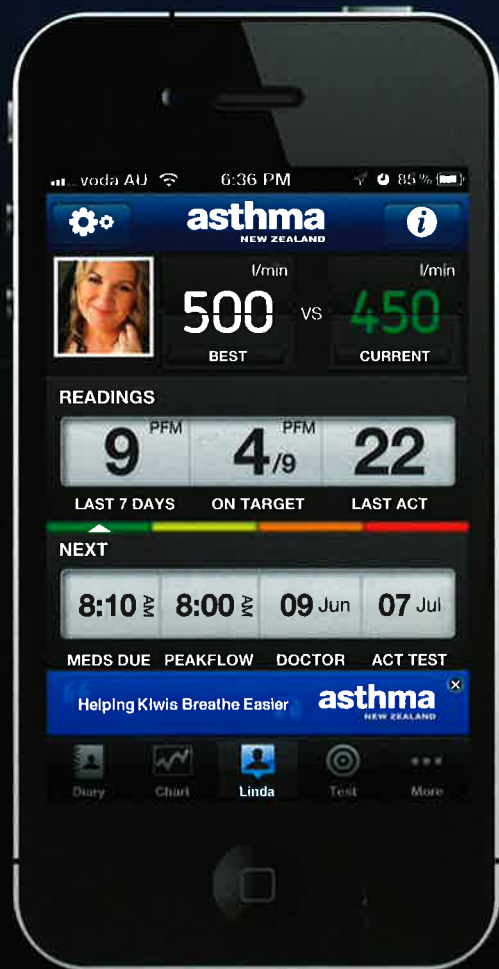 voda AU 6:36 PM 85%
asthma
NEW ZEALAND
i
l/min l/min
500 VS 450
BEST CURRENT
READINGS
9 PFM 4/9 PFM 22
LAST 7 DAYS ON TARGET LAST ACT
NEXT
8:10 AM 8:00 AM 09 Jun 07 Jul
MEDS DUE PEAKFLOW DOCTOR ACT TEST
Helping Kiwis Breathe Easier asthma
NEW ZEALAND
Diary Chart Linda Test More